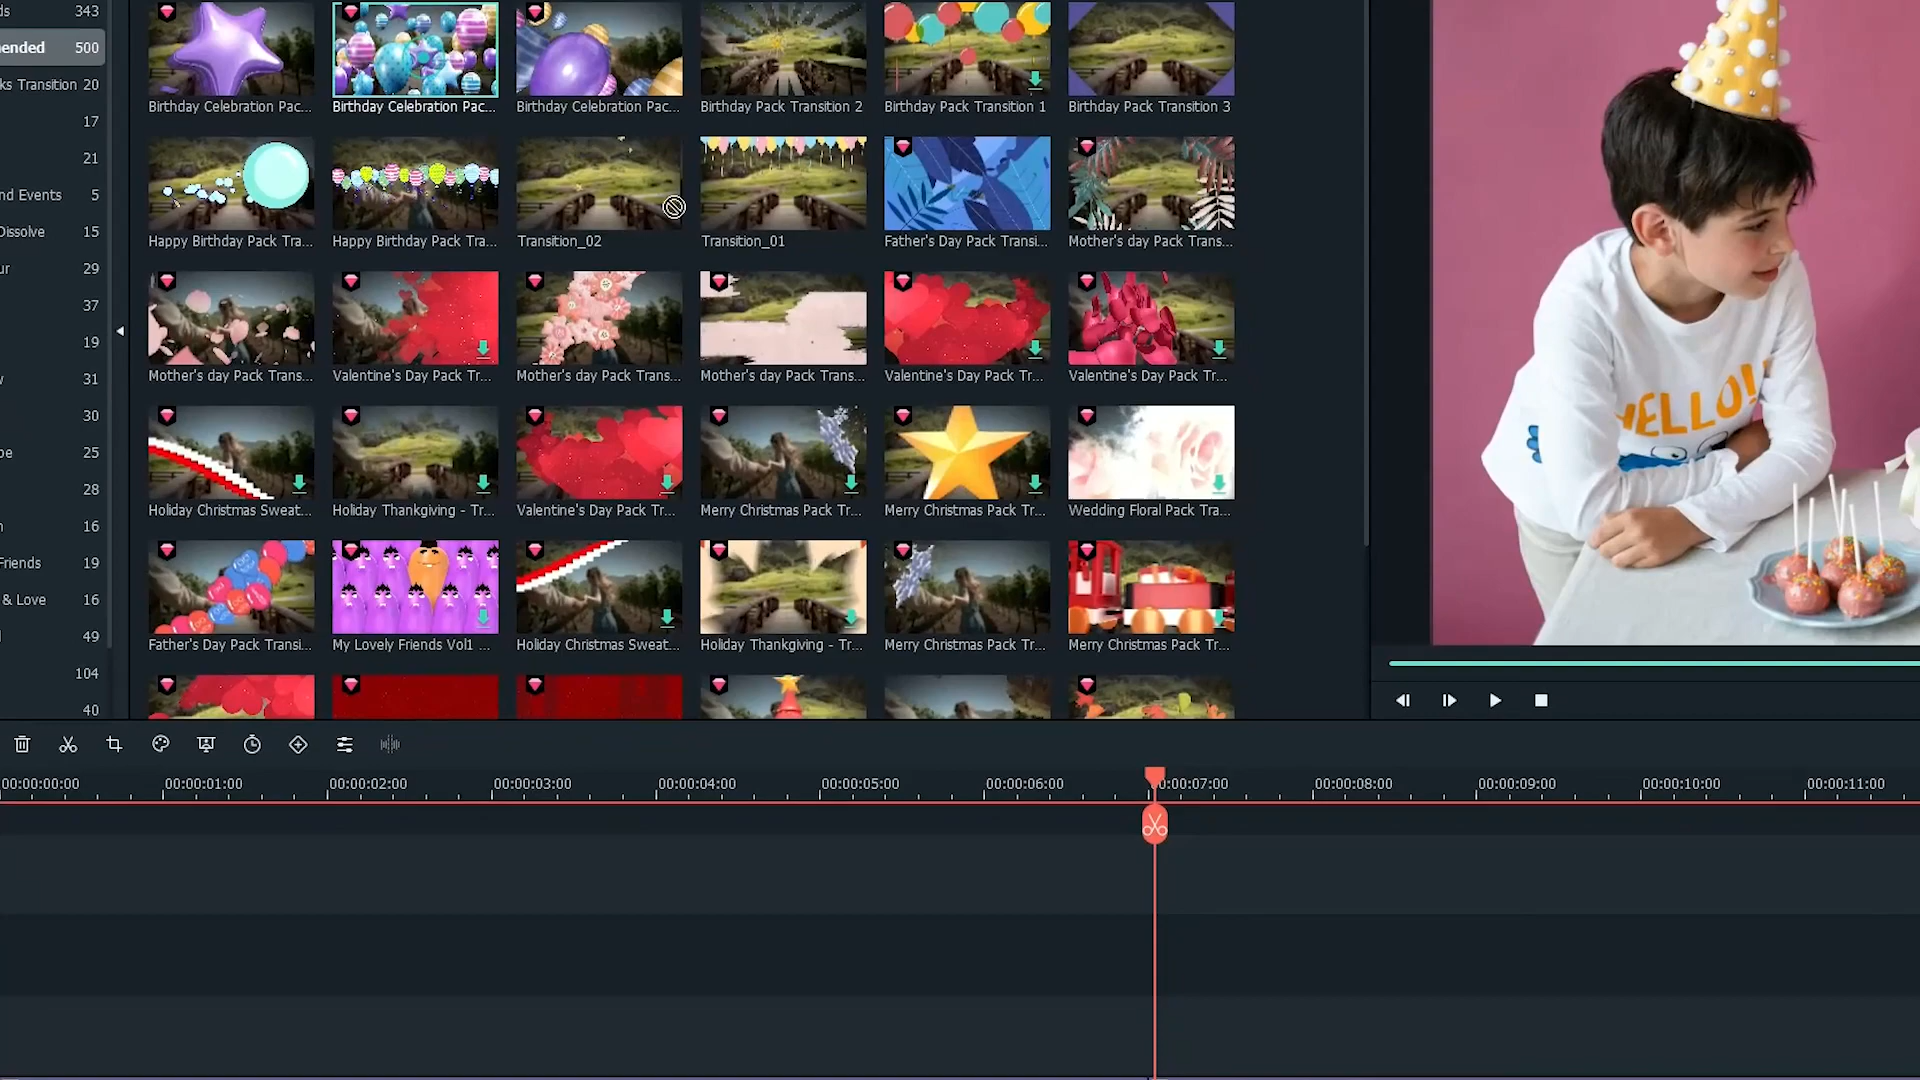 ds 343
ended 500
ks Transition 20
17
21
nd Events 5
Dissolve 15
ur 29
37
19
w 31
30
pe 25
28
n 16
Friends 19
& Love 16
l 49
104
40
Birthday Celebration Pac...
Birthday Celebration Pac...
Birthday Celebration Pac...
Birthday Pack Transition 2
Birthday Pack Transition 1
Birthday Pack Transition 3
Happy Birthday Pack Tra...
Happy Birthday Pack Tra...
Transition_02
Transition_01
Father's Day Pack Transi...
Mother's day Pack Trans...
Mother's day Pack Trans...
Valentine's Day Pack Tr...
Mother's day Pack Trans...
Mother's day Pack Trans...
Valentine's Day Pack Tr...
Valentine's Day Pack Tr...
Holiday Christmas Sweat...
Holiday Thankgiving - Tr...
Valentine's Day Pack Tr...
Merry Christmas Pack Tr...
Merry Christmas Pack Tr...
Wedding Floral Pack Tra...
Father's Day Pack Transi...
My Lovely Friends Vol1 ...
Holiday Christmas Sweat...
Holiday Thankgiving - Tr...
Merry Christmas Pack Tr...
Merry Christmas Pack Tr...
HELLO!
00:00:00:00
00:00:01:00
00:00:02:00
00:00:03:00
00:00:04:00
00:00:05:00
00:00:06:00
00:00:07:00
00:00:08:00
00:00:09:00
00:00:10:00
00:00:11:00